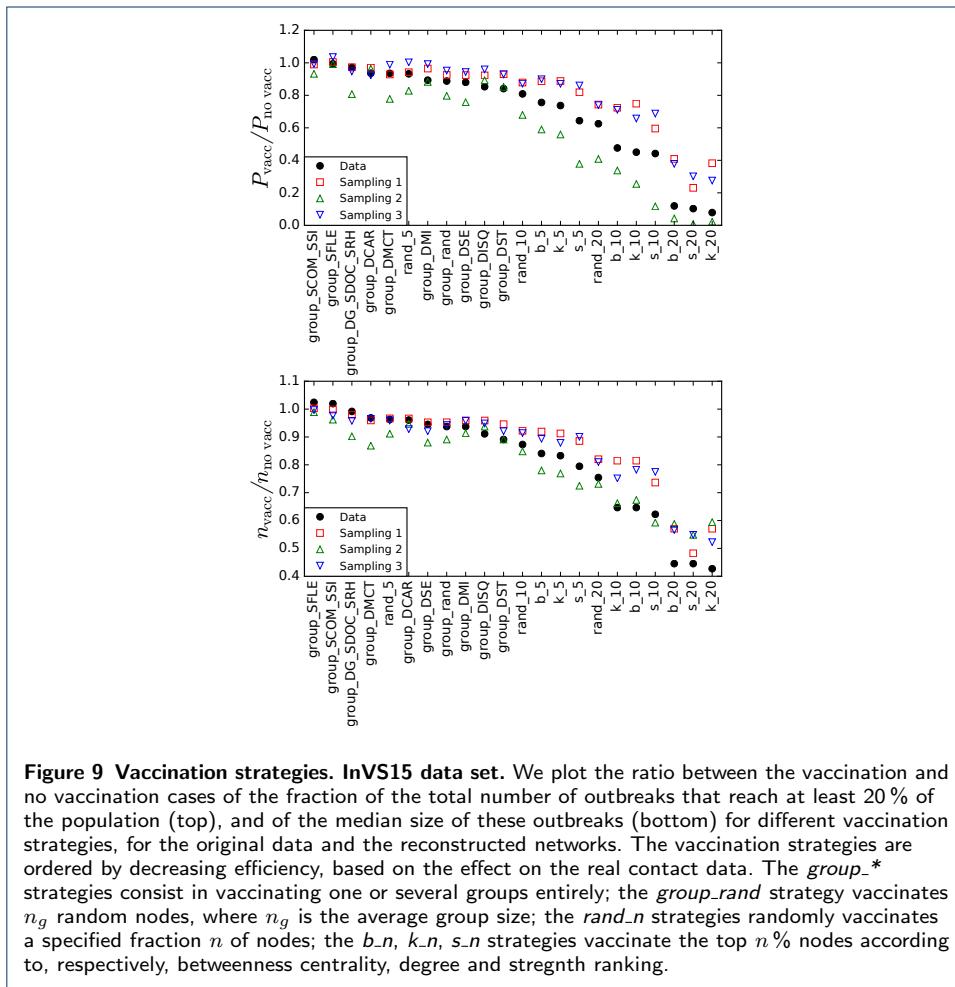 1.2
1.0
0.8
0.6
0.4
0.2
0.0
P_vacc/P_no vacc
Data
Sampling 1
Sampling 2
Sampling 3
group_SCOM_SSI
group_SFLE
group_DG_SDOC_SRH
group_DCAR
group_DMCT
rand_5
group_DMI
group_rand
group_DSE
group_DISQ
group_DST
rand_10
b_5
k_5
s_5
rand_20
b_10
k_10
s_10
b_20
s_20
k_20
1.1
1.0
0.9
0.8
0.7
0.6
0.5
0.4
n_vacc/n_no vacc
Data
Sampling 1
Sampling 2
Sampling 3
group_SFLE
group_SCOM_SSI
group_DG_SDOC_SRH
group_DMCT
rand_5
group_DCAR
group_DSE
group_rand
group_DMI
group_DISQ
group_DST
rand_10
b_5
k_5
s_5
rand_20
k_10
b_10
s_10
b_20
s_20
k_20
Figure 9 Vaccination strategies. InVS15 data set. We plot the ratio between the vaccination and
no vaccination cases of the fraction of the total number of outbreaks that reach at least 20 % of
the population (top), and of the median size of these outbreaks (bottom) for different vaccination
strategies, for the original data and the reconstructed networks. The vaccination strategies are
ordered by decreasing efficiency, based on the effect on the real contact data. The group_*
strategies consist in vaccinating one or several groups entirely; the group_rand strategy vaccinates
n_g random nodes, where n_g is the average group size; the rand_n strategies randomly vaccinates
a specified fraction n of nodes; the b_n, k_n, s_n strategies vaccinate the top n % nodes according
to, respectively, betweenness centrality, degree and stregnth ranking.